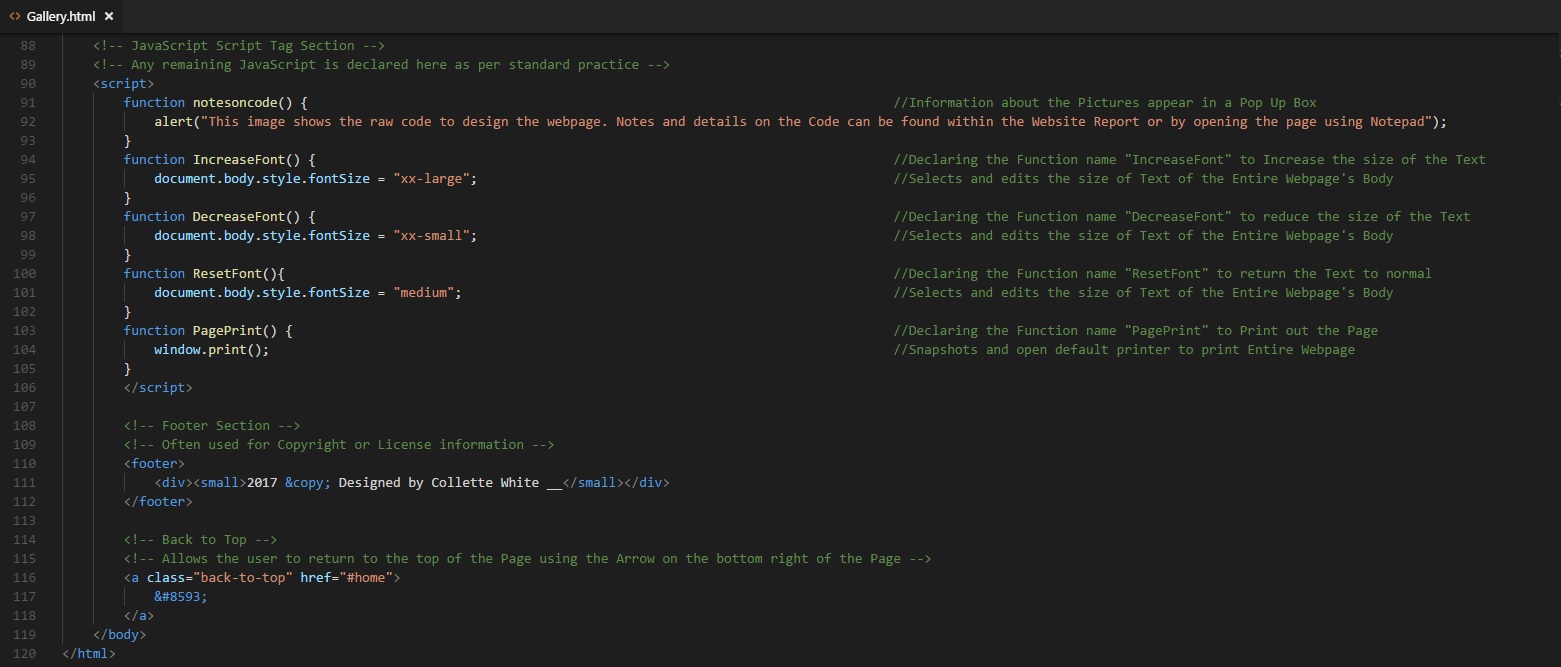 <> Gallery.html ×
88 <!-- JavaScript Script Tag Section -->
89 <!-- Any remaining JavaScript is declared here as per standard practice -->
90 <script>
91 function notesoncode() { //Information about the Pictures appear in a Pop Up Box
92 alert("This image shows the raw code to design the webpage. Notes and details on the Code can be found within the Website Report or by opening the page using Notepad");
93 }
94 function IncreaseFont() { //Declaring the Function name "IncreaseFont" to Increase the size of the Text
95 document.body.style.fontSize = "xx-large"; //Selects and edits the size of Text of the Entire Webpage's Body
96 }
97 function DecreaseFont() { //Declaring the Function name "DecreaseFont" to reduce the size of the Text
98 document.body.style.fontSize = "xx-small"; //Selects and edits the size of Text of the Entire Webpage's Body
99 }
100 function ResetFont(){ //Declaring the Function name "ResetFont" to return the Text to normal
101 document.body.style.fontSize = "medium"; //Selects and edits the size of Text of the Entire Webpage's Body
102 }
103 function PagePrint() { //Declaring the Function name "PagePrint" to Print out the Page
104 window.print(); //Snapshots and open default printer to print Entire Webpage
105 }
106 </script>
107
108 <!-- Footer Section -->
109 <!-- Often used for Copyright or License information -->
110 <footer>
111 <div><small>2017 &copy; Designed by Collette White __</small></div>
112 </footer>
113
114 <!-- Back to Top -->
115 <!-- Allows the user to return to the top of the Page using the Arrow on the bottom right of the Page -->
116 <a class="back-to-top" href="#home">
117 &#8593;
118 </a>
119 </body>
120 </html>